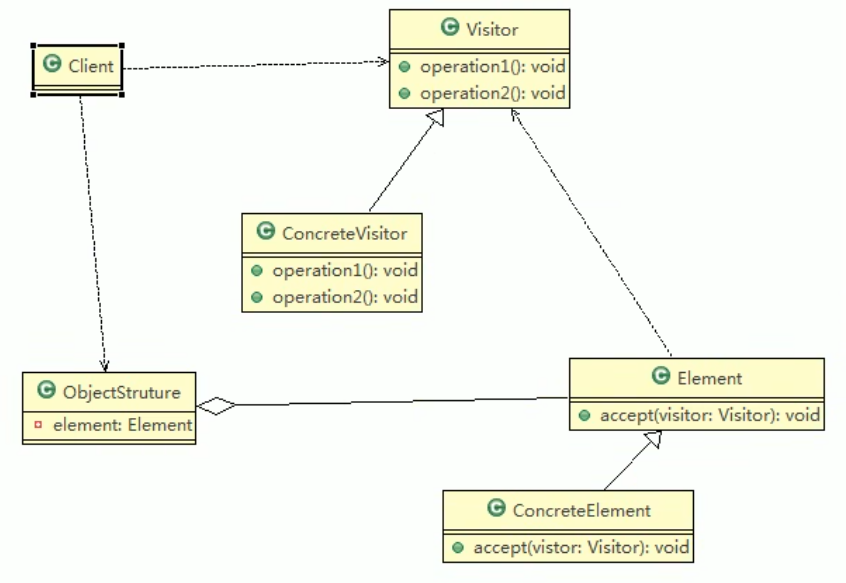 Client
Visitor
operation1(): void
operation2(): void
ConcreteVisitor
operation1(): void
operation2(): void
ObjectStruture
element: Element
Element
accept(visitor: Visitor): void
ConcreteElement
accept(vistor: Visitor): void